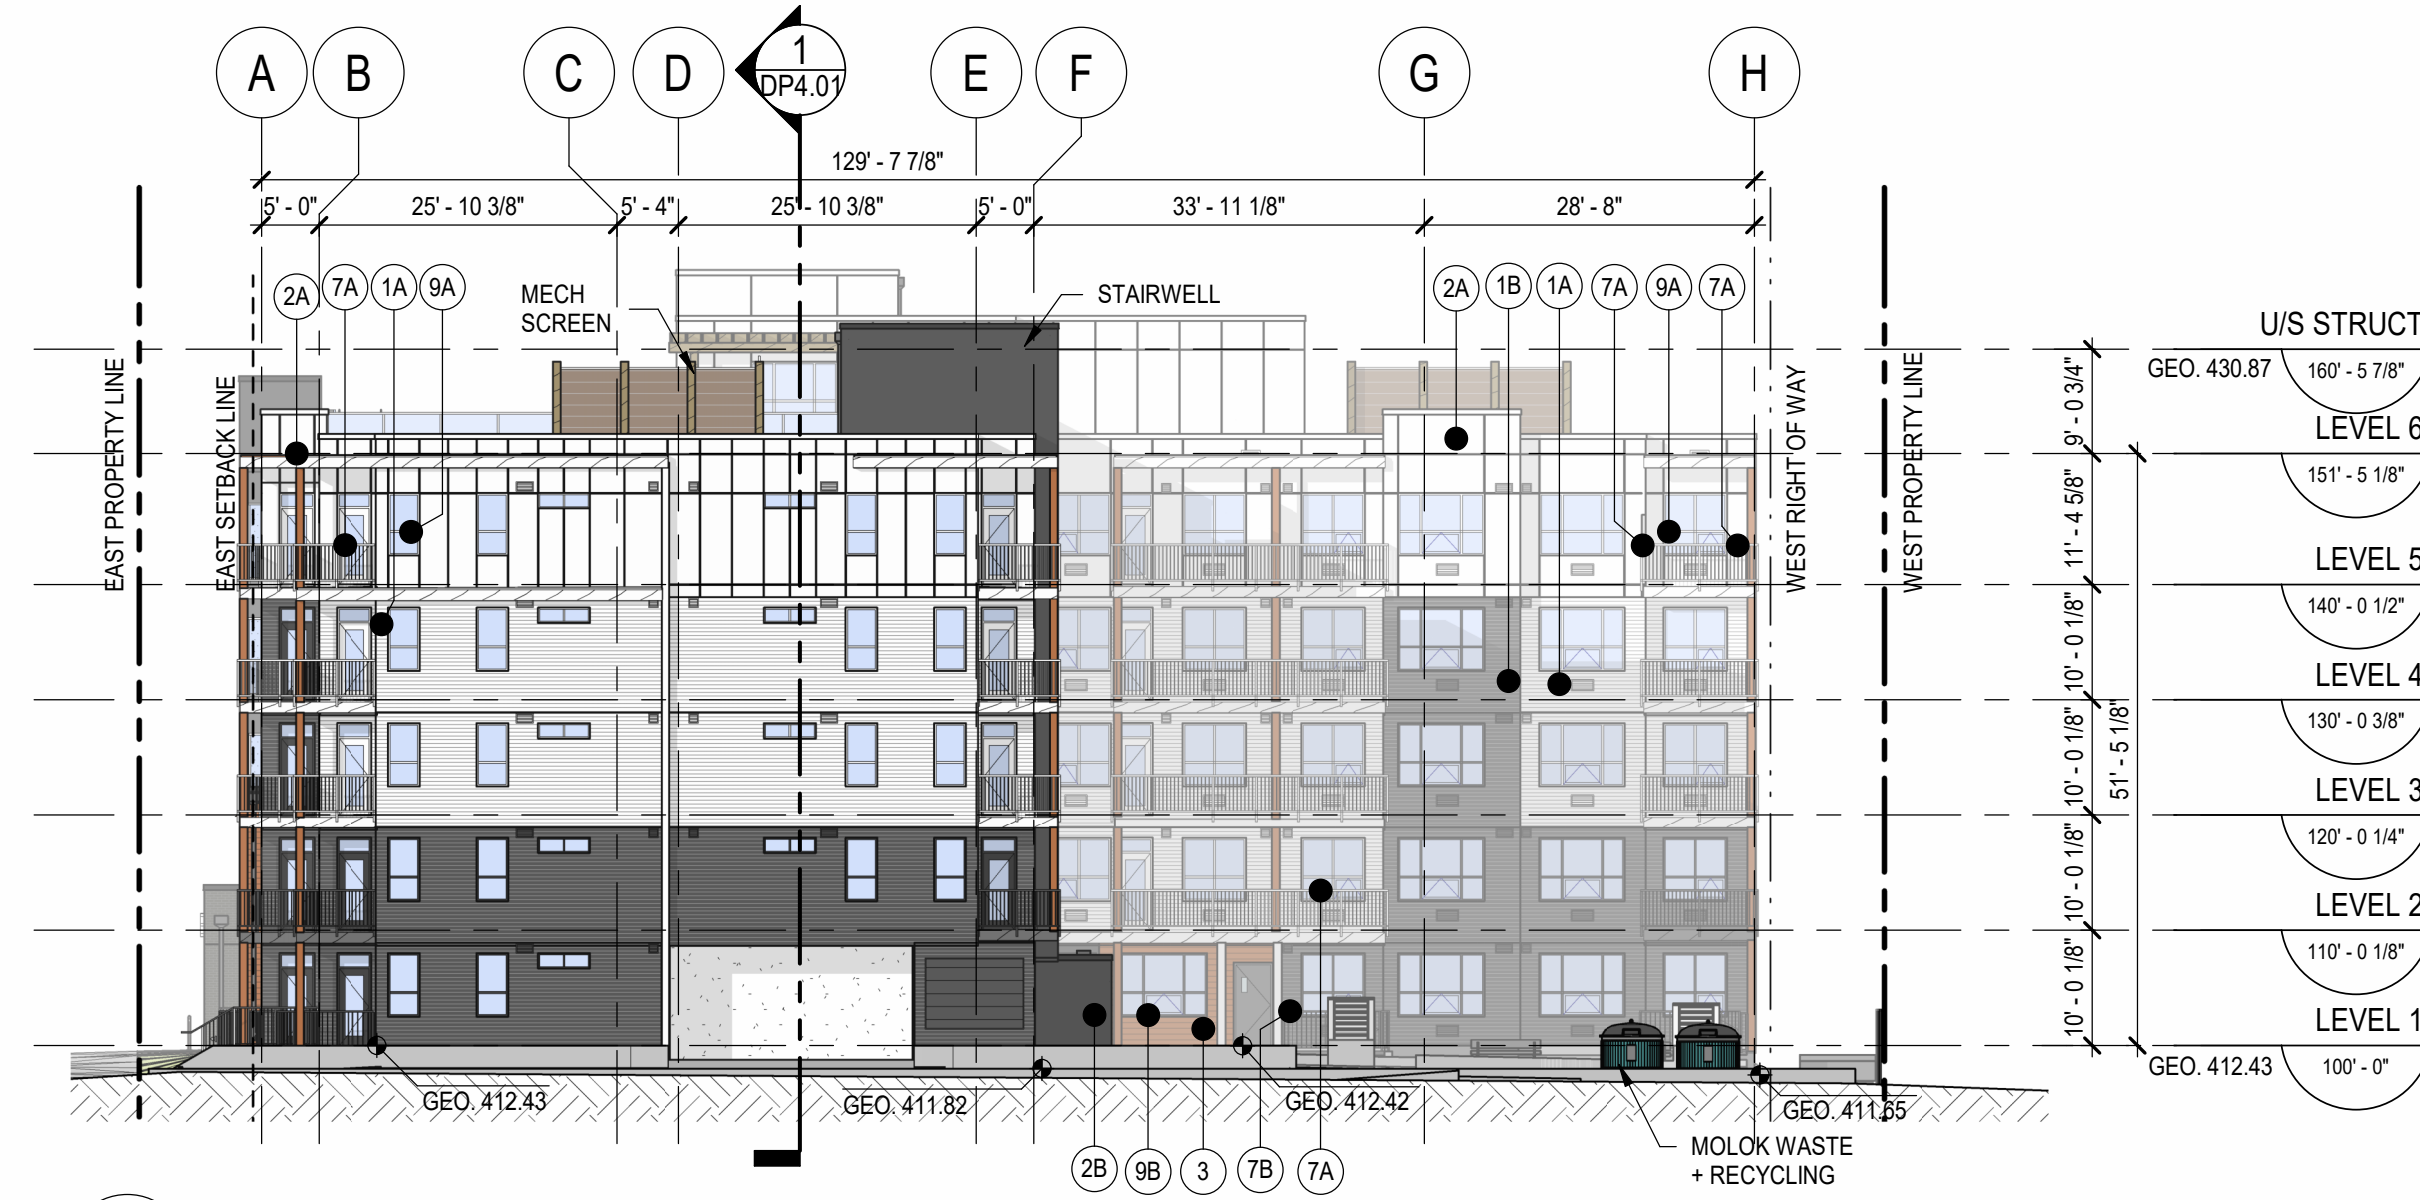 A B C D 1 E F G H
DP4.01
129' - 7 7/8"
5' - 0" 25' - 10 3/8" 5' - 4" 25' - 10 3/8" 5' - 0" 33' - 11 1/8" 28' - 8"
2A 7A 1A 9A
MECH
SCREEN
STAIRWELL
2A 1B 1A 7A 9A 7A
EAST PROPERTY LINE
EAST SETBACK LINE
WEST RIGHT OF WAY
WEST PROPERTY LINE
U/S STRUCT
GEO. 430.87
160' - 5 7/8"
9' - 0 3/4"
LEVEL 6
151' - 5 1/8"
11' - 4 5/8"
LEVEL 5
140' - 0 1/2"
10' - 0 1/8"
LEVEL 4
130' - 0 3/8"
10' - 0 1/8"
51' - 5 1/8"
LEVEL 3
120' - 0 1/4"
10' - 0 1/8"
LEVEL 2
110' - 0 1/8"
10' - 0 1/8"
LEVEL 1
GEO. 412.43
100' - 0"
GEO. 412.43
GEO. 411.82
GEO. 412.42
GEO. 411.65
2B 9B 3 7B 7A
MOLOK WASTE
+ RECYCLING